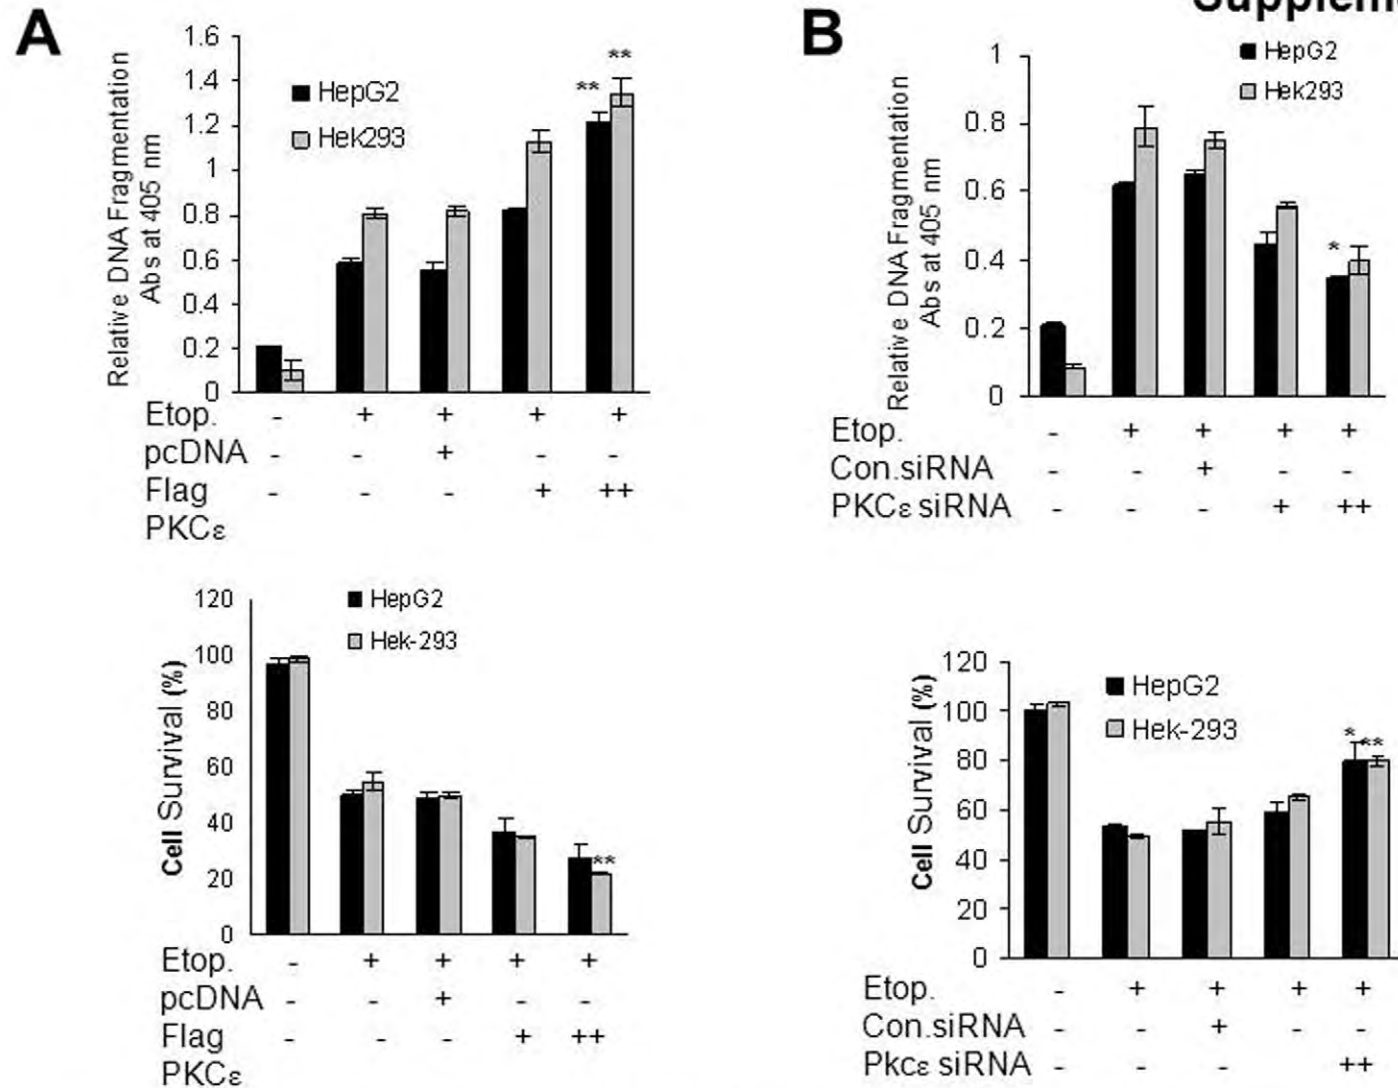 Suppleme
A
1.6
1.4
1.2
1
0.8
0.6
0.4
0.2
0
Relative DNA Fragmentation
Abs at 405 nm
HepG2
Hek293
**
**
Etop. - + + + +
pcDNA - - + - -
Flag - - - + ++
PKCε
120
100
80
60
40
20
0
Cell Survival (%)
HepG2
Hek-293
**
Etop. - + + + +
pcDNA - - + - -
Flag - - - + ++
PKCε
B
1
0.8
0.6
0.4
0.2
0
Relative DNA Fragmentation
Abs at 405 nm
HepG2
Hek293
*
Etop. - + + + +
Con.siRNA - - + - -
PKCε siRNA - - - + ++
120
100
80
60
40
20
0
Cell Survival (%)
HepG2
Hek-293
*
**
Etop. - + + + +
Con.siRNA - - + - -
Pkcε siRNA - - - - ++